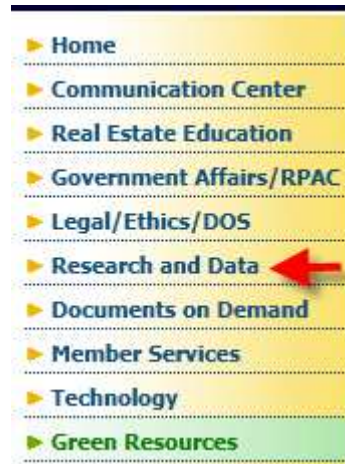 Home
Communication Center
Real Estate Education
Government Affairs/RPAC
Legal/Ethics/DOS
Research and Data
Documents on Demand
Member Services
Technology
Green Resources